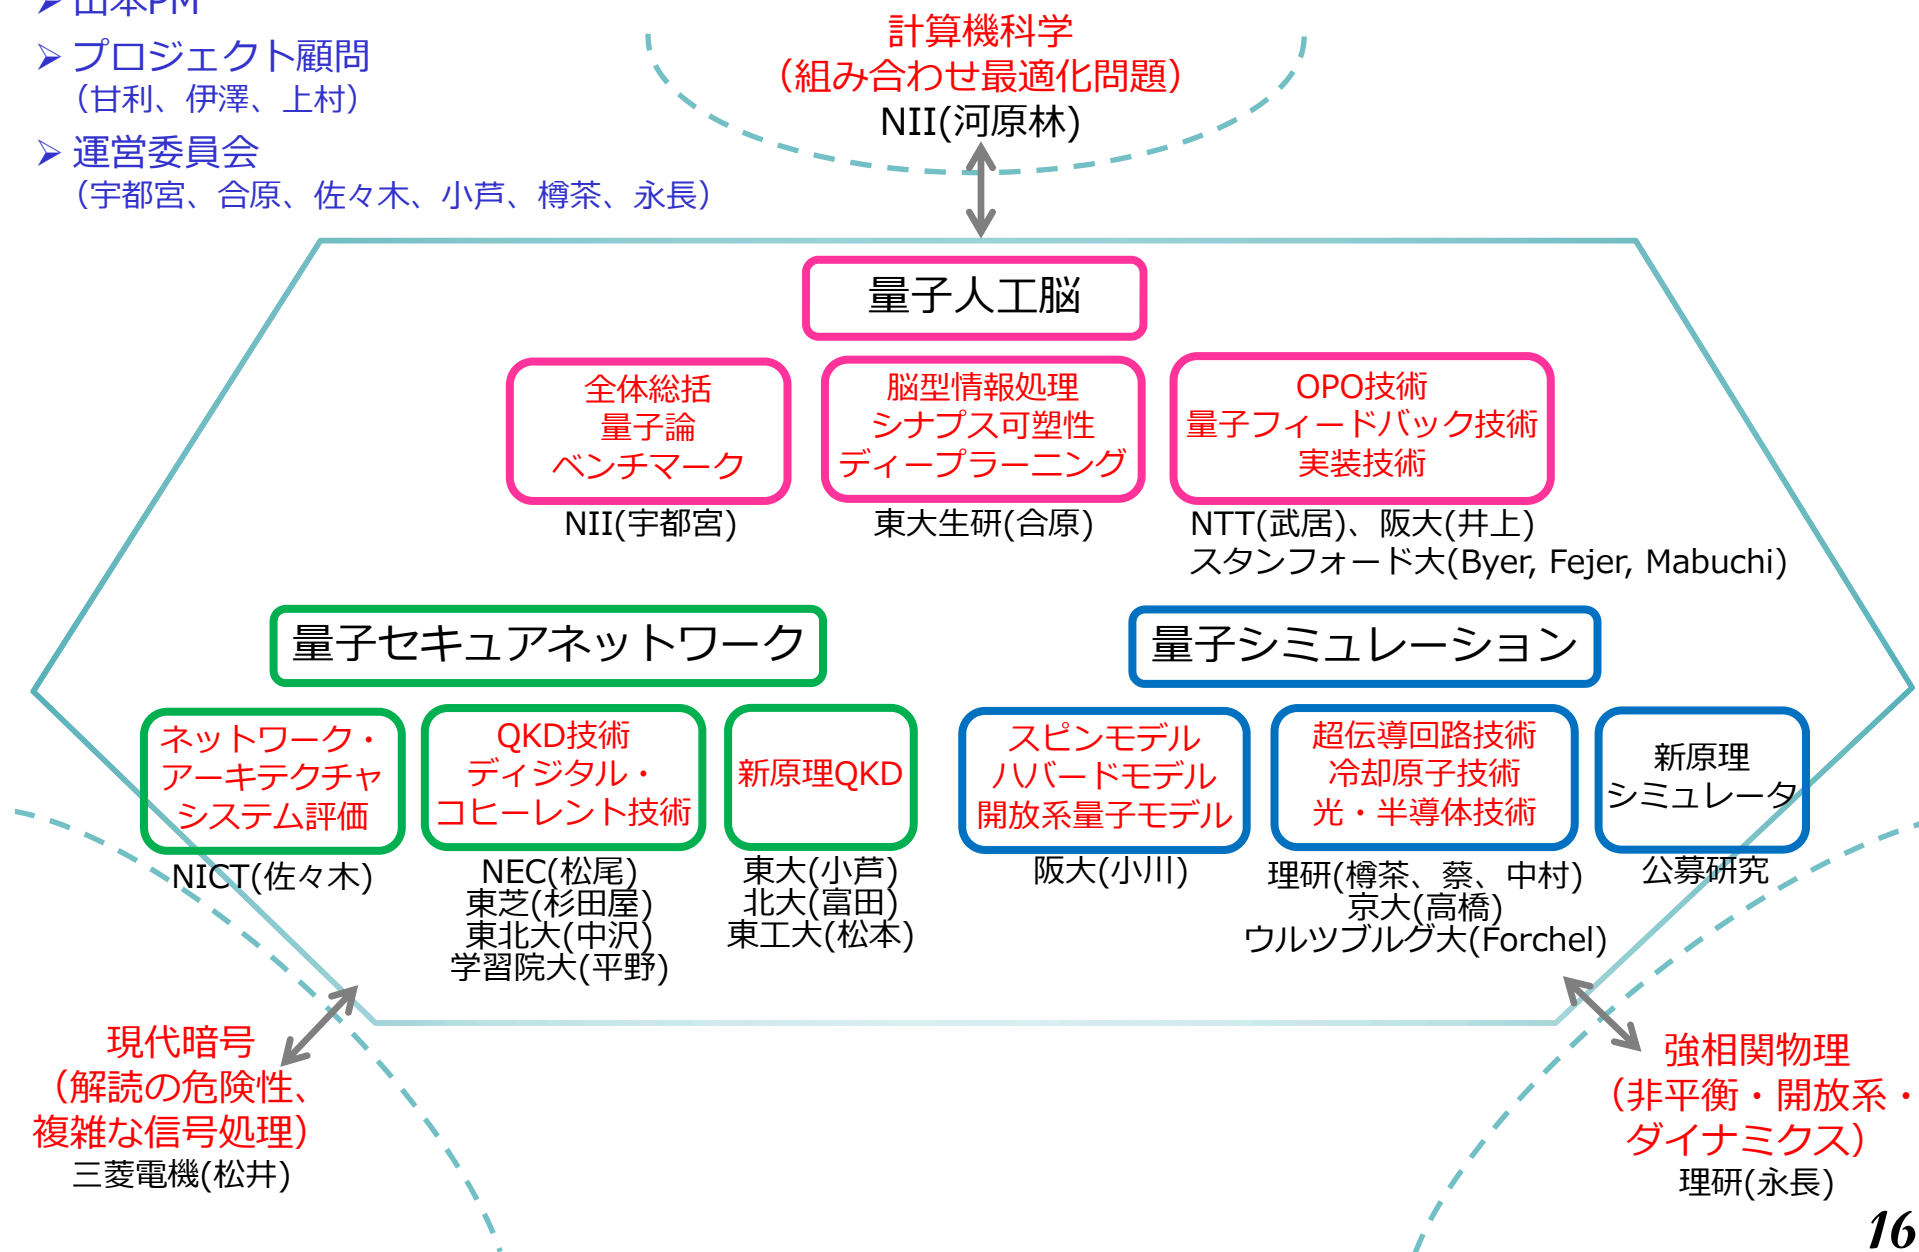 山本PM
プロジェクト顧問
（甘利、伊澤、上村）
運営委員会
（宇都宮、合原、佐々木、小芦、樽茶、永長）
計算機科学
（組み合わせ最適化問題）
NII(河原林)
量子人工脳
全体総括
量子論
ベンチマーク
NII(宇都宮)
脳型情報処理
シナプス可塑性
ディープラーニング
東大生研(合原)
OPO技術
量子フィードバック技術
実装技術
NTT(武居)、阪大(井上)
スタンフォード大(Byer, Fejer, Mabuchi)
量子セキュアネットワーク
ネットワーク・
アーキテクチャ
システム評価
NICT(佐々木)
QKD技術
ディジタル・
コヒーレント技術
NEC(松尾)
東芝(杉田屋)
東北大(中沢)
学習院大(平野)
新原理QKD
東大(小芦)
北大(富田)
東工大(松本)
量子シミュレーション
スピンモデル
ハバードモデル
開放系量子モデル
阪大(小川)
超伝導回路技術
冷却原子技術
光・半導体技術
理研(樽茶、蔡、中村)
京大(高橋)
ウルツブルグ大(Forchel)
新原理
シミュレータ
公募研究
現代暗号
（解読の危険性、
複雑な信号処理）
三菱電機(松井)
強相関物理
（非平衡・開放系・
ダイナミクス）
理研(永長)
16